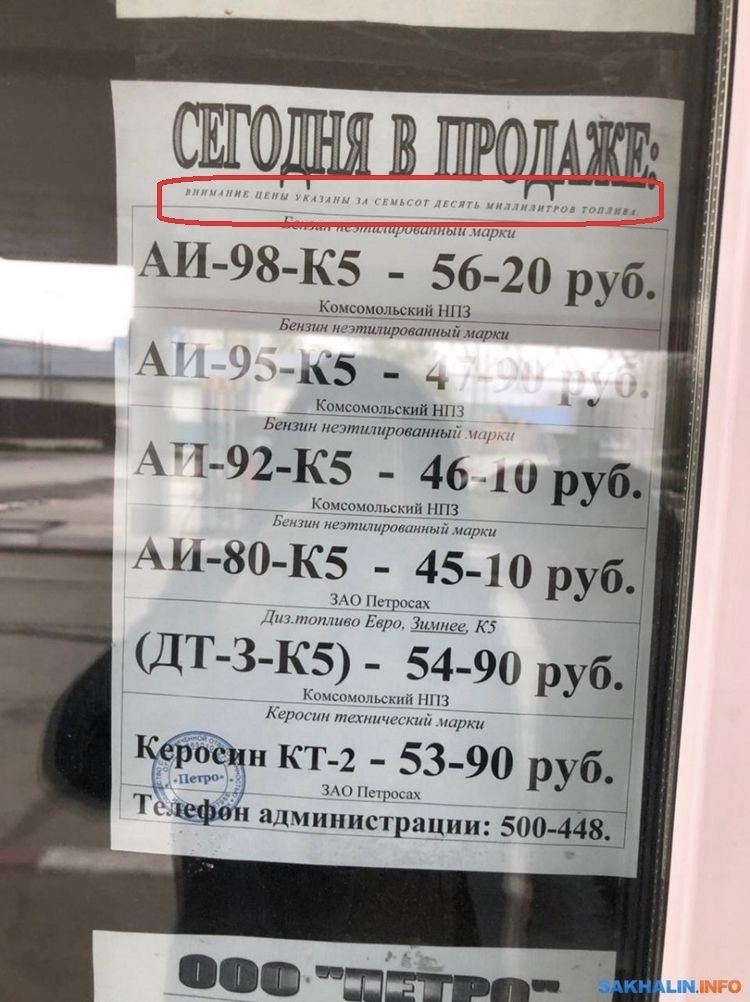 СЕГОДНЯ В ПРОДАЖЕ:
ВНИМАНИЕ ЦЕНЫ УКАЗАНЫ ЗА СЕМЬСОТ ДЕСЯТЬ МИЛЛИЛИТРОВ ТОПЛИВА.
Бензин неэтилированный марки
АИ-98-К5 - 56-20 руб.
Комсомольский НПЗ
Бензин неэтилированный марки
АИ-95-К5 - 47-90 руб.
Комсомольский НПЗ
Бензин неэтилированный марки
АИ-92-К5 - 46-10 руб.
Комсомольский НПЗ
Бензин неэтилированный марки
АИ-80-К5 - 45-10 руб.
ЗАО Петросах
Диз.топливо Евро, Зимнее, К5
(ДТ-З-К5) - 54-90 руб.
Комсомольский НПЗ
Керосин технический марки
Керосин КТ-2 - 53-90 руб.
ЗАО Петросах
«Петро»
Телефон администрации: 500-448.
ООО "ПЕТРО"
SAKHALIN.INFO